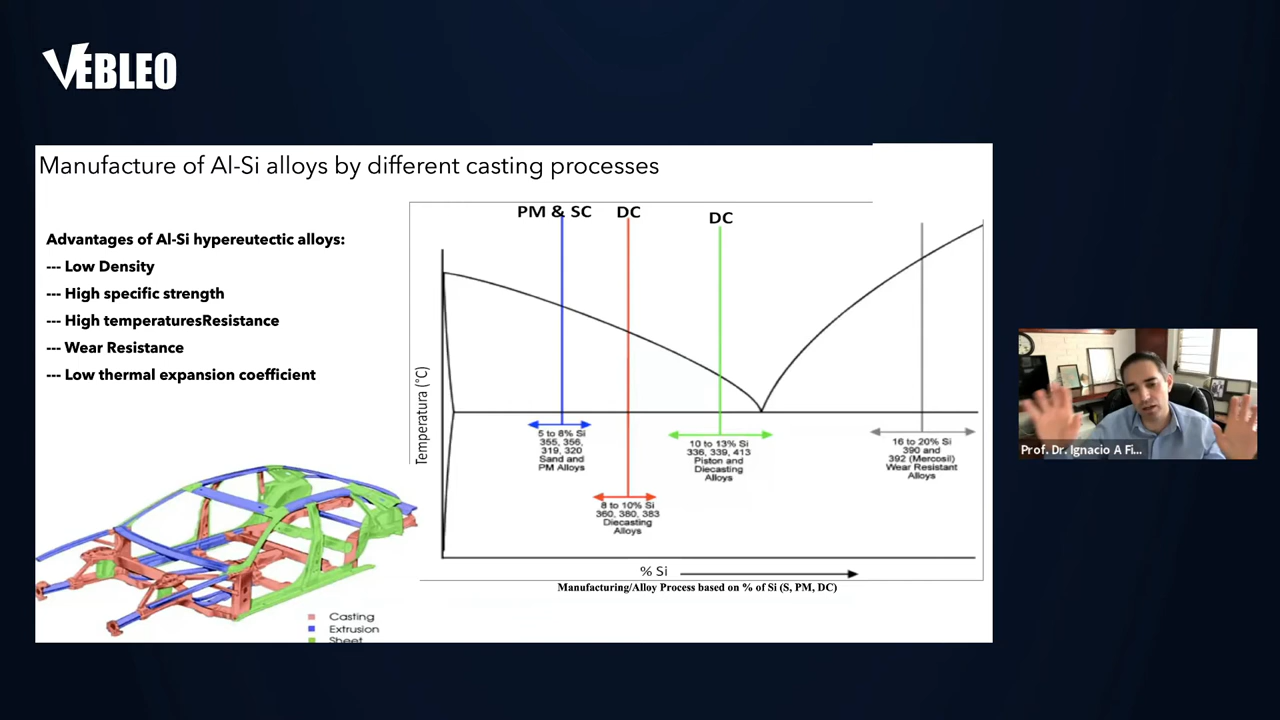 VEBLEO
Manufacture of Al-Si alloys by different casting processes
Advantages of Al-Si hypereutectic alloys:
--- Low Density
--- High specific strength
--- High temperaturesResistance
--- Wear Resistance
--- Low thermal expansion coefficient
PM & SC
DC
DC
Temperatura (°C)
5 to 8% Si
355, 356,
319, 320
Sand and
PM Alloys
8 to 10% Si
360, 380, 383
Diecasting
Alloys
10 to 13% Si
336, 339, 413
Piston and
Diecasting
Alloys
16 to 20% Si
390 and
392 (Mercosil)
Wear Resistant
Alloys
% Si
Manufacturing/Alloy Process based on % of Si (S, PM, DC)
Casting
Extrusion
Sheet
Prof. Dr. Ignacio A Fi...